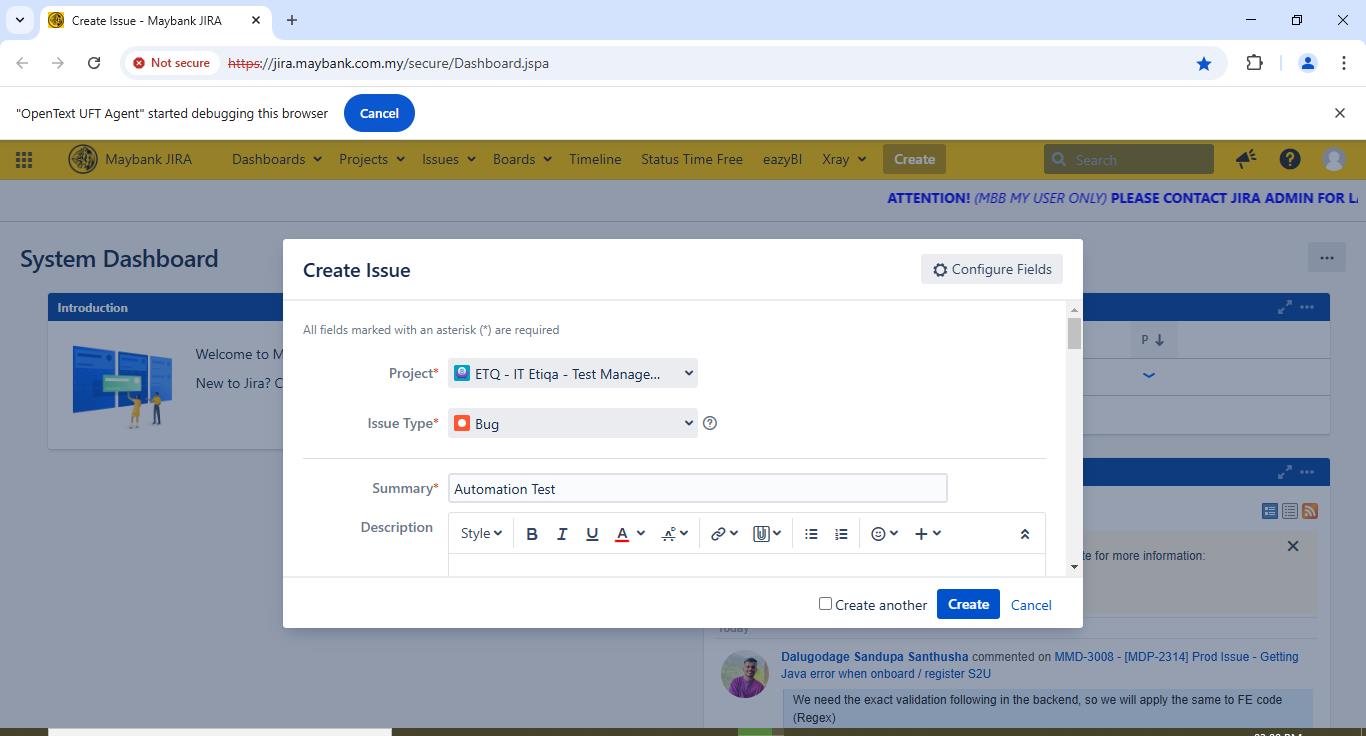 Create Issue - Maybank JIRA
Not secure https://jira.maybank.com.my/secure/Dashboard.jspa
"OpenText UFT Agent" started debugging this browser Cancel
Maybank JIRA Dashboards Projects Issues Boards Timeline Status Time Free eazyBI Xray Create Search
ATTENTION! (MBB MY USER ONLY) PLEASE CONTACT JIRA ADMIN FOR
System Dashboard
Create Issue Configure Fields
Introduction
All fields marked with an asterisk (*) are required
Welcome to
P
New to Jira?
Project* ETQ - IT Etiqa - Test Manage...
Issue Type* Bug
Summary* Automation Test
Description Style B I U A
te for more information:
Create another Create Cancel
Today
Dalugodage Sandupa Santhusha commented on MMD-3008 - [MDP-2314] Prod Issue - Getting
Java error when onboard / register S2U
We need the exact validation following in the backend, so we will apply the same to FE code
(Regex)